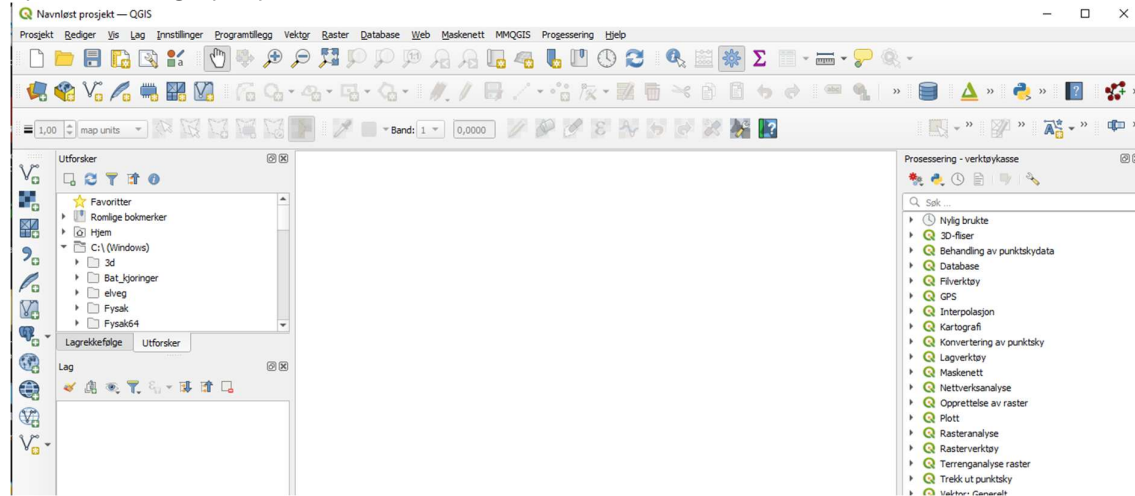 Navnløst prosjekt — QGIS
Prosjekt Rediger Vis Lag Innstillinger Programtillegg Vektor Raster Database Web Maskenett MMQGIS Prosessering Hjelp
1,00 map units Band: 1 0,0000
Utforsker
Favoritter
Romlige bokmerker
Hjem
C:\ (Windows)
3d
Bat_kjoringer
elveg
Fysak
Fysak64
Lagrekkefølge Utforsker
Lag
Prosessering - verktøykasse
Søk ...
Nylig brukte
3D-fliser
Behandling av punktskydata
Database
Filverktøy
GPS
Interpolasjon
Kartografi
Konvertering av punktsky
Lagverktøy
Maskenett
Nettverksanalyse
Opprettelse av raster
Plott
Rasteranalyse
Rasterverktøy
Terrenganalyse raster
Trekk ut punktsky
Vektor: Generelt